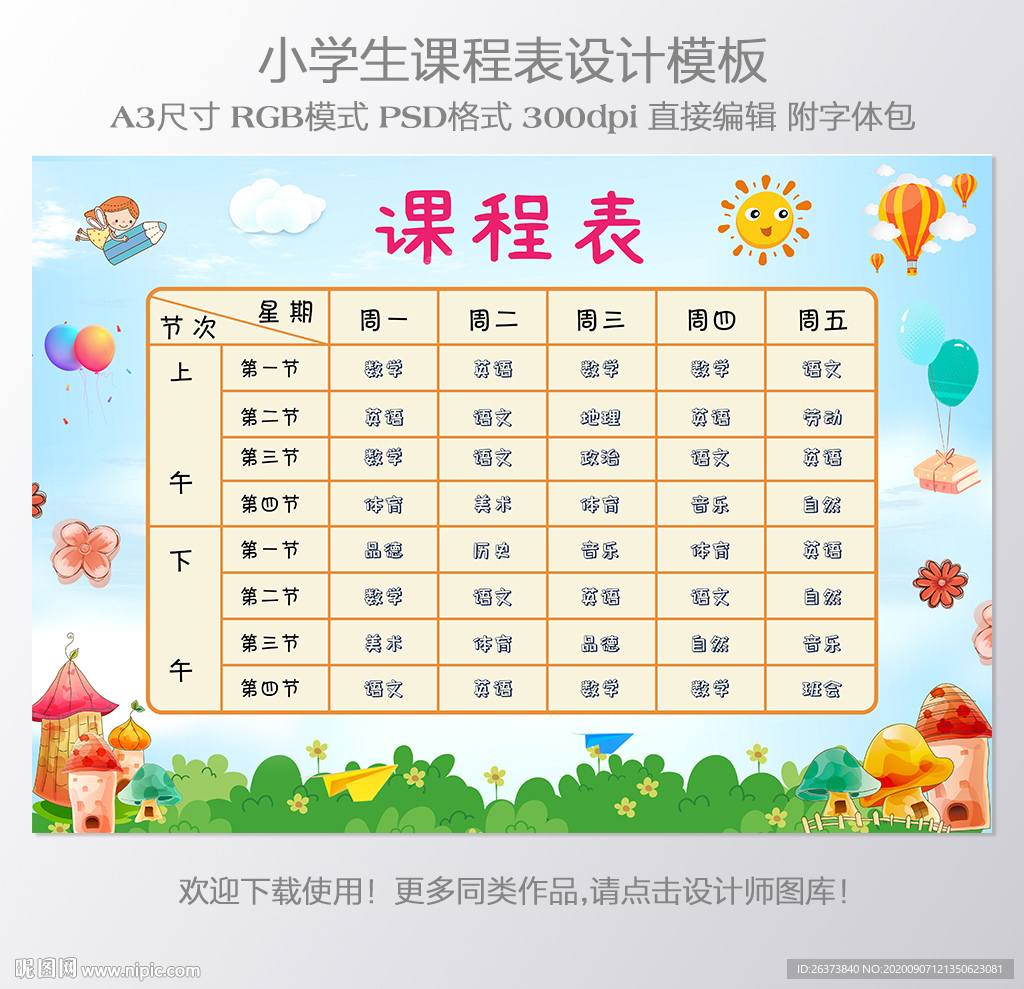 小学生课程表设计模板
A3尺寸 RGB模式 PSD格式 300dpi 直接编辑 附字体包
课程表
星期 节次 周一 周二 周三 周四 周五
上午
第一节 数学 英语 数学 数学 语文
第二节 英语 语文 地理 英语 劳动
第三节 数学 语文 政治 语文 英语
第四节 体育 美术 体育 音乐 自然
下午
第一节 品德 历史 音乐 体育 英语
第二节 数学 语文 英语 语文 自然
第三节 美术 体育 品德 自然 音乐
第四节 语文 英语 数学 数学 班会
欢迎下载使用！更多同类作品,请点击设计师图库！
昵图网 www.nipic.com
ID:26373840 NO:20200907121350623081